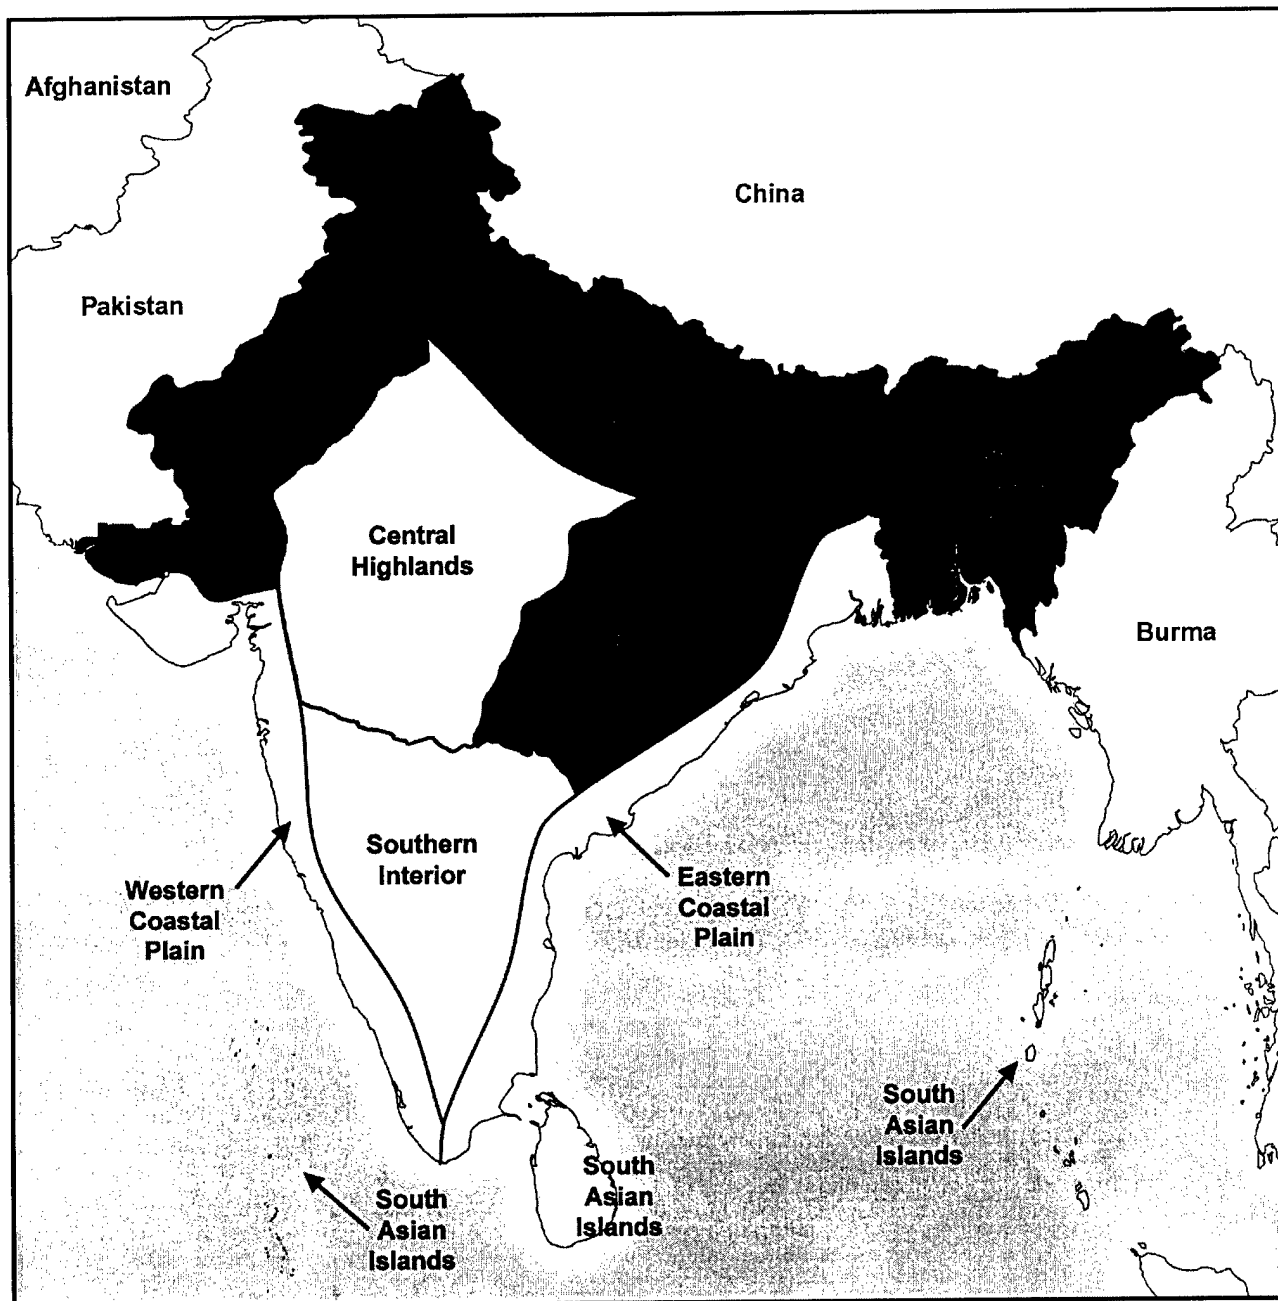 Afghanistan
China
Pakistan
Central
Highlands
Burma
Southern
Interior
Western
Coastal
Plain
Eastern
Coastal
Plain
South
Asian
Islands
South
Asian
Islands
South
Asian
Islands